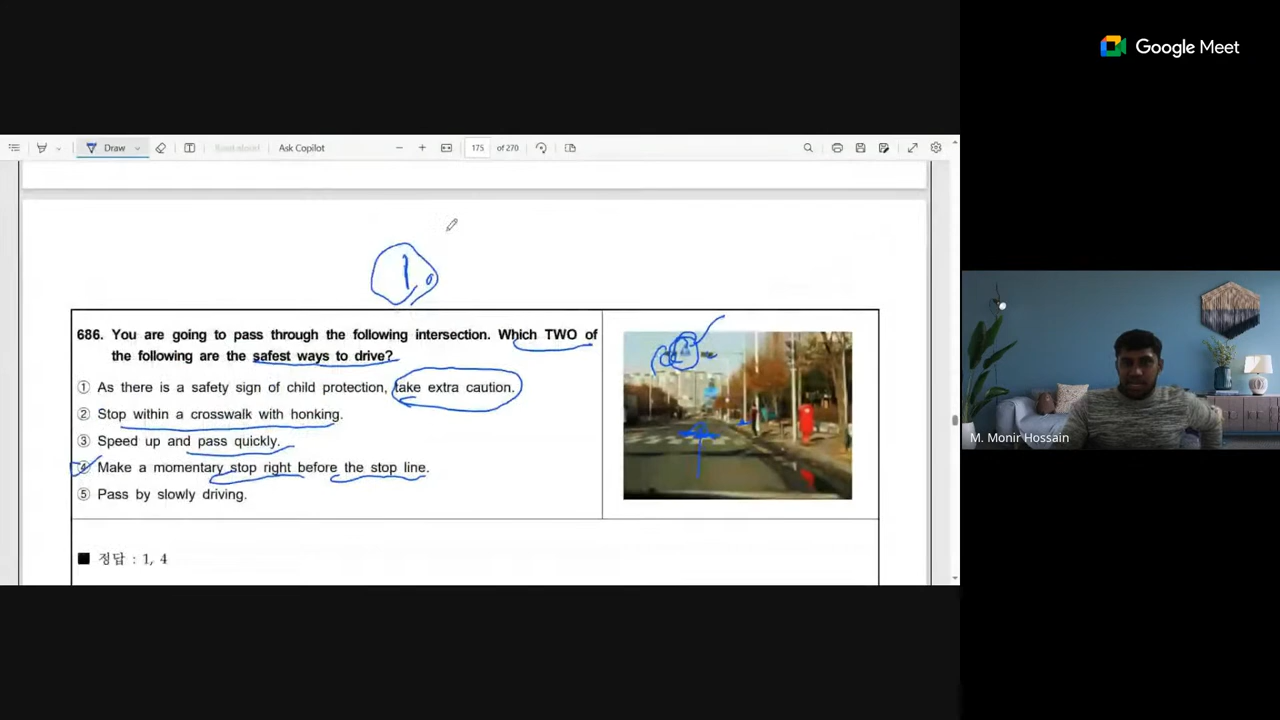 Google Meet
Draw
Read aloud
Ask Copilot
175
of 270
1
686. You are going to pass through the following intersection. Which TWO of
the following are the safest ways to drive?
① As there is a safety sign of child protection, take extra caution.
② Stop within a crosswalk with honking.
③ Speed up and pass quickly.
④ Make a momentary stop right before the stop line.
⑤ Pass by slowly driving.
■ 정답 : 1, 4
M. Monir Hossain